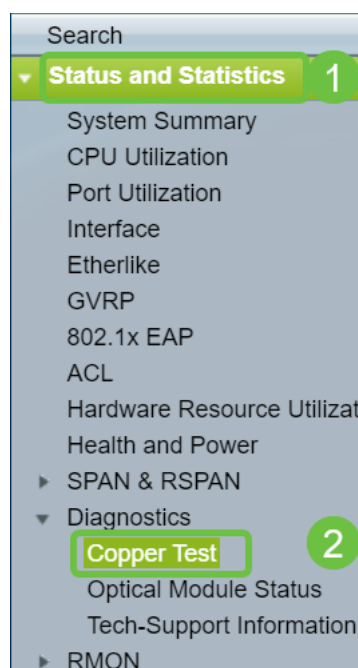 Search
Status and Statistics 1
System Summary
CPU Utilization
Port Utilization
Interface
Etherlike
GVRP
802.1x EAP
ACL
Hardware Resource Utilizat
Health and Power
SPAN & RSPAN
Diagnostics
Copper Test 2
Optical Module Status
Tech-Support Information
RMON